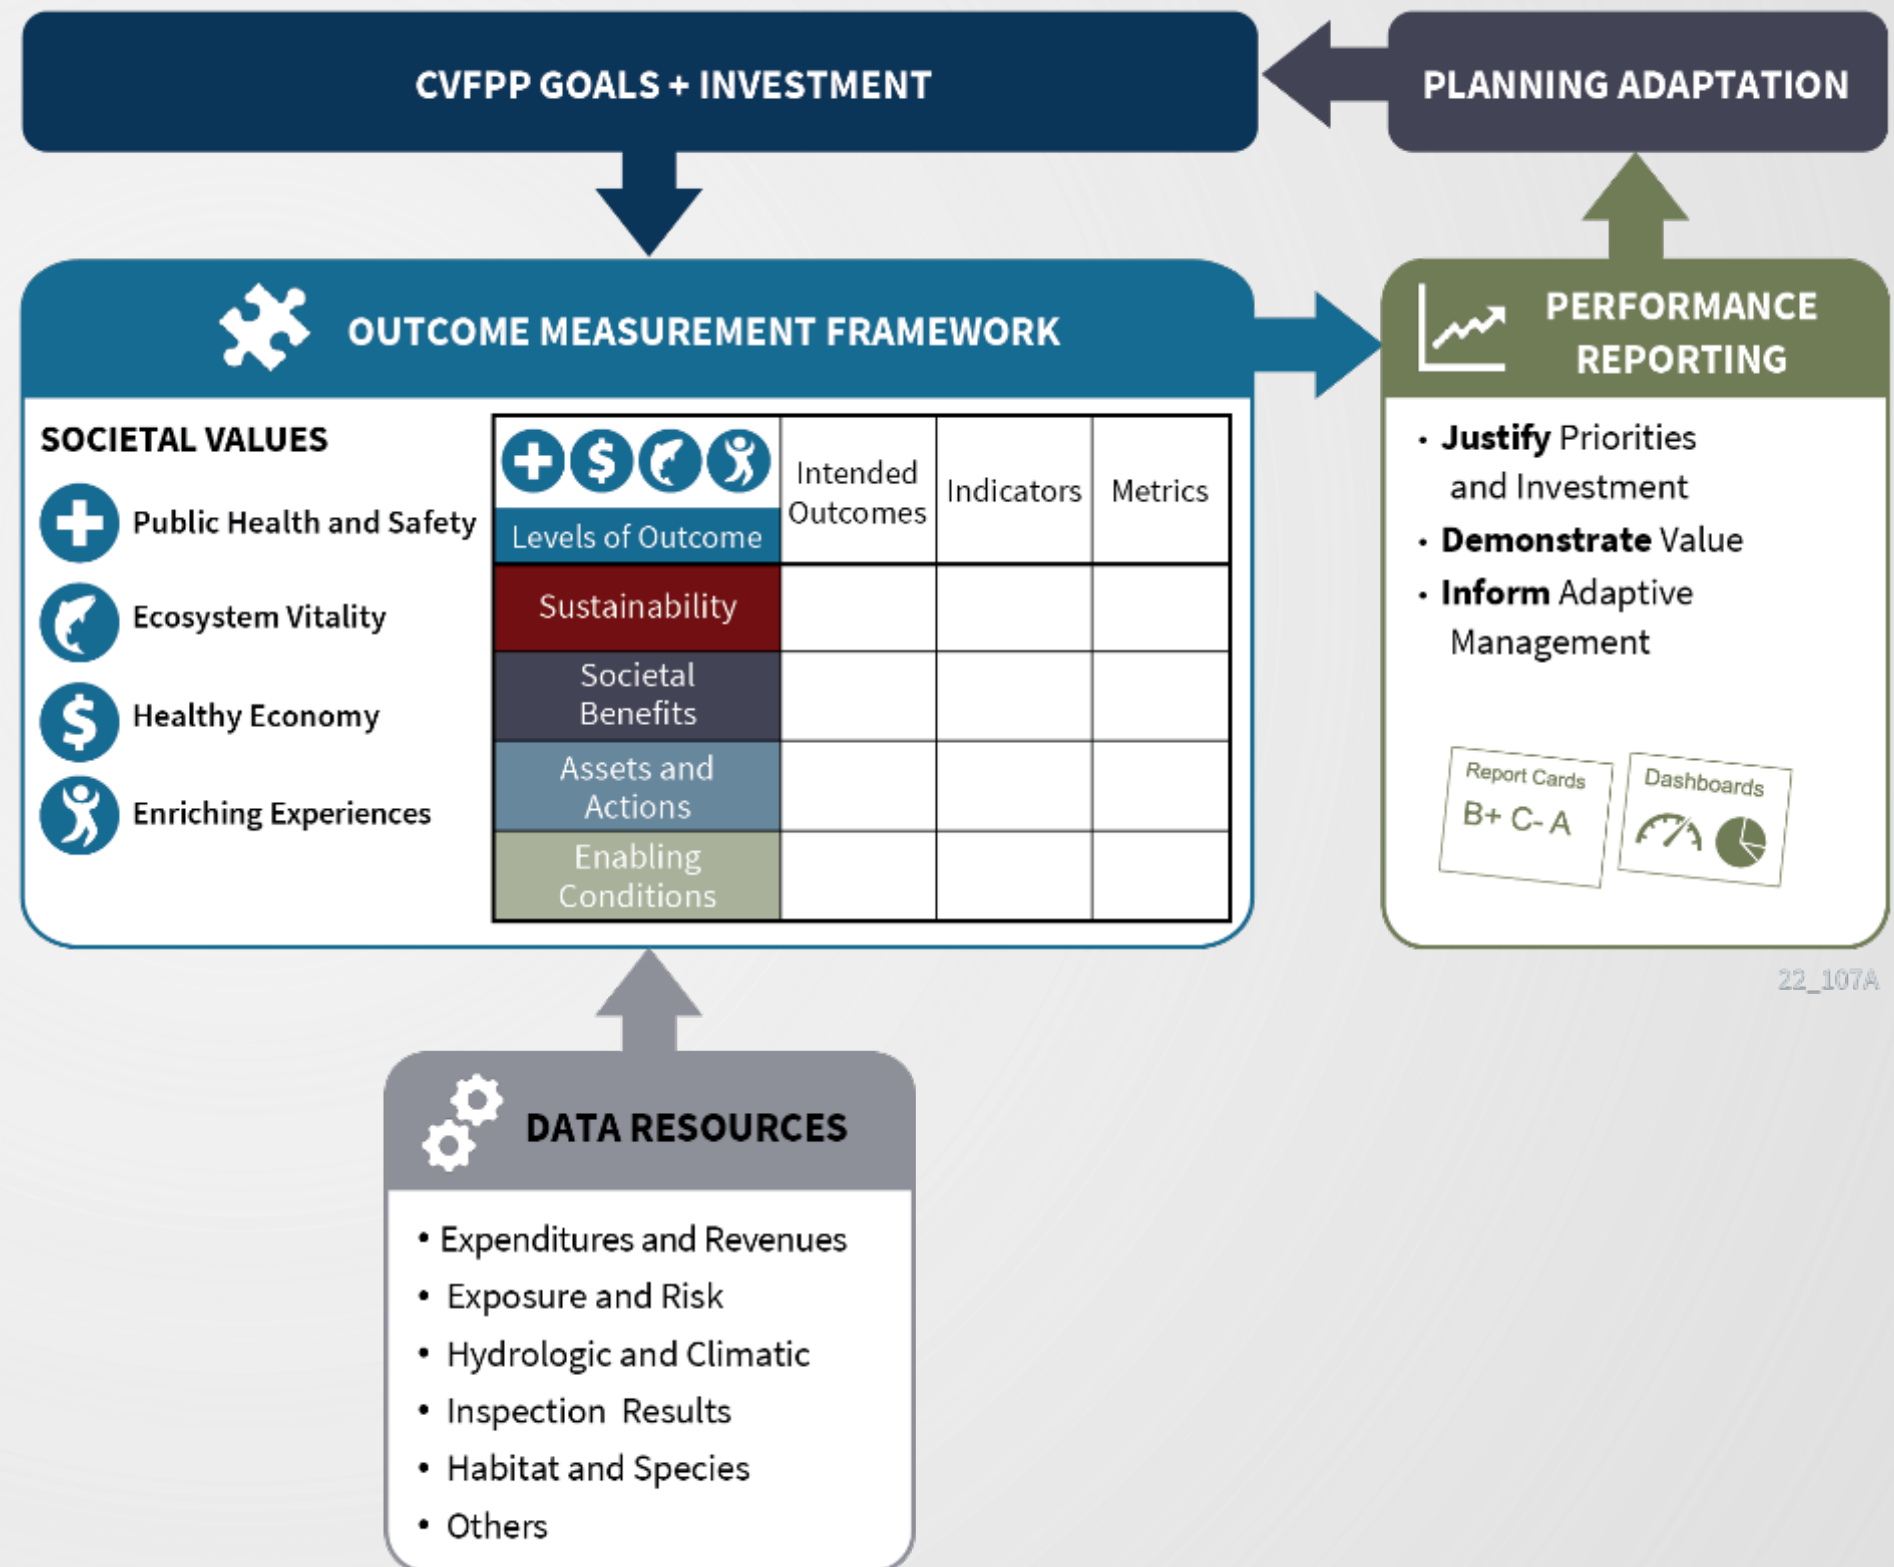 CVFPP GOALS + INVESTMENT
PLANNING ADAPTATION
OUTCOME MEASUREMENT FRAMEWORK
SOCIETAL VALUES
Public Health and Safety
Ecosystem Vitality
Healthy Economy
Enriching Experiences
Levels of Outcome
Intended
Outcomes
Indicators
Metrics
Sustainability
Societal
Benefits
Assets and
Actions
Enabling
Conditions
PERFORMANCE
REPORTING
• Justify Priorities
and Investment
• Demonstrate Value
• Inform Adaptive
Management
Report Cards
B+ C- A
Dashboards
22_107A
DATA RESOURCES
• Expenditures and Revenues
• Exposure and Risk
• Hydrologic and Climatic
• Inspection Results
• Habitat and Species
• Others